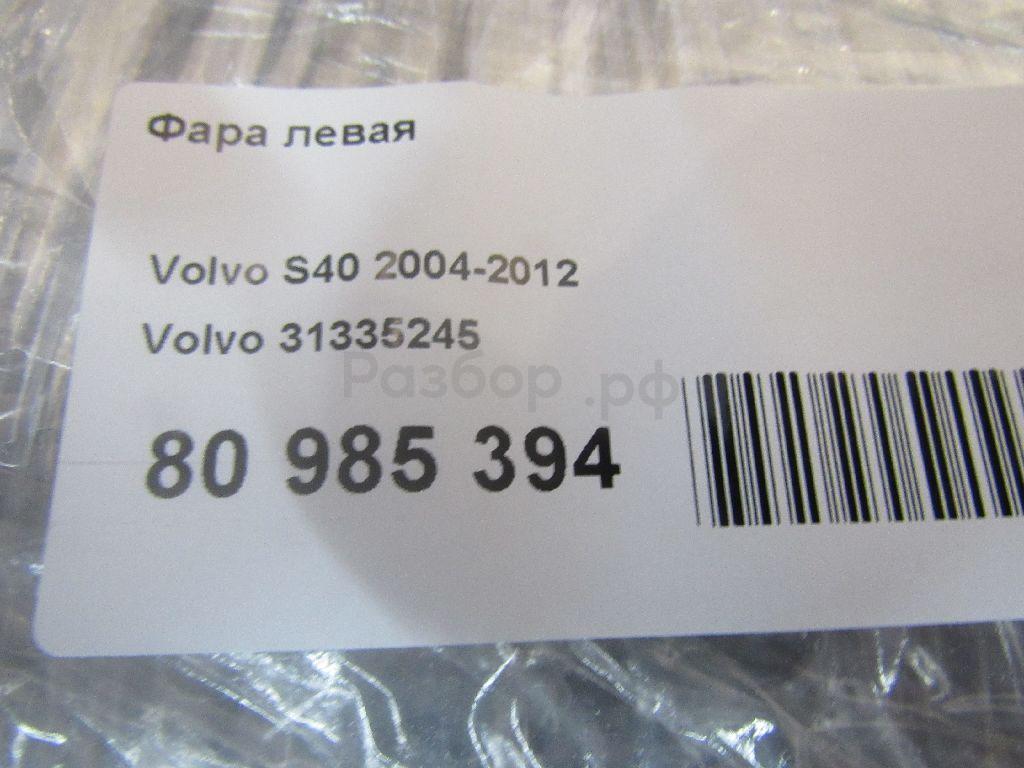 Фара левая
Volvo S40 2004-2012
Volvo 31335245
Разбор.рф
80 985 394